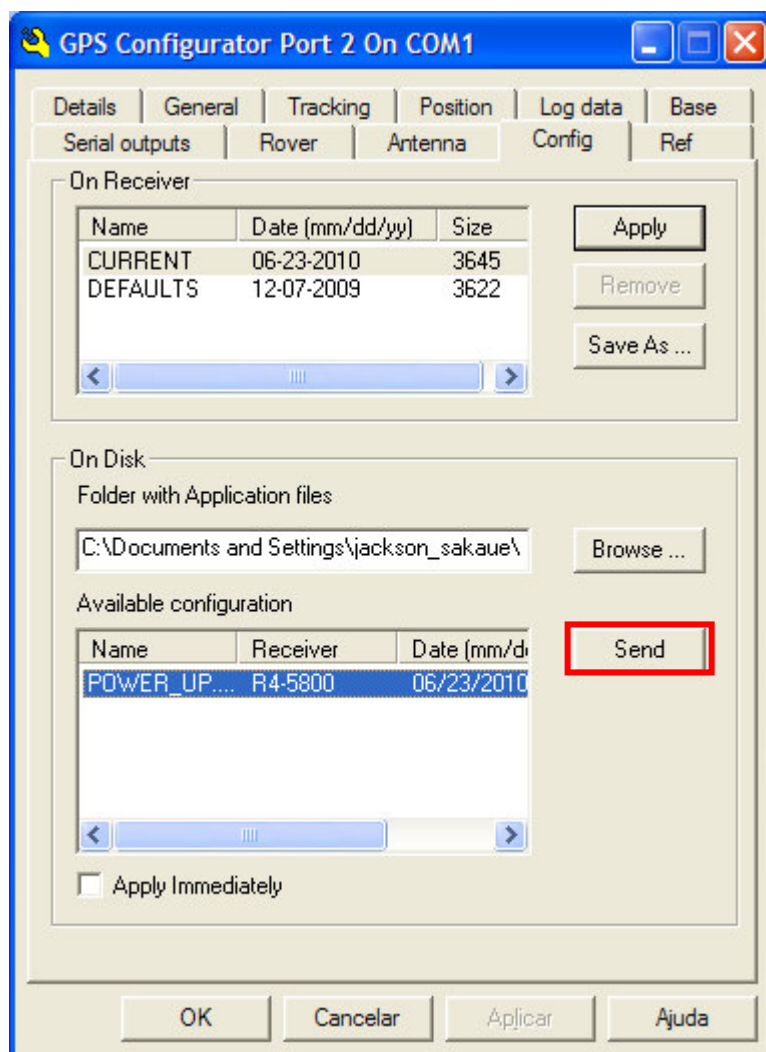 GPS Configurator Port 2 On COM1
Details General Tracking Position Log data Base
Serial outputs Rover Antenna Config Ref
On Receiver
Name Date (mm/dd/yy) Size
CURRENT 06-23-2010 3645
DEFAULTS 12-07-2009 3622
Apply
Remove
Save As ...
On Disk
Folder with Application files
C:\Documents and Settings\jackson_sakaue\
Browse ...
Available configuration
Name Receiver Date (mm/d
POWER_UP.... R4-5800 06/23/2010
Send
Apply Immediately
OK Cancelar Aplicar Ajuda